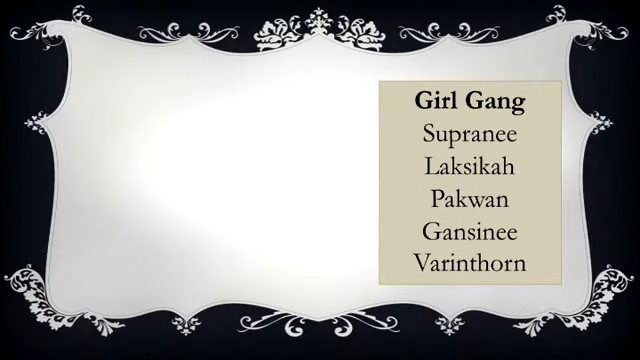 Girl Gang
Supranee
Laksikah
Pakwan
Gansinee
Varinthorn